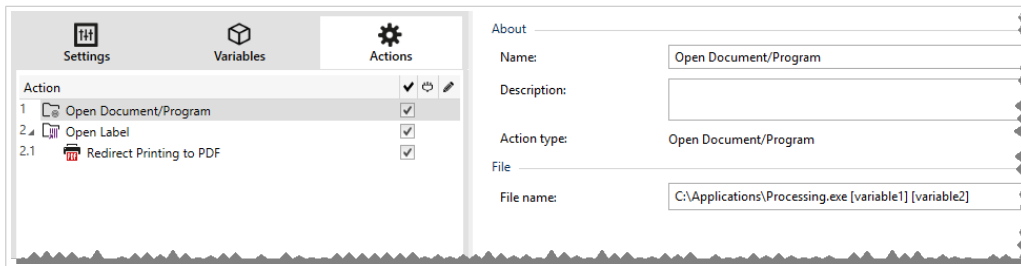 Settings Variables Actions
Action
1 Open Document/Program
2 Open Label
2.1 Redirect Printing to PDF
About
Name: Open Document/Program
Description:
Action type: Open Document/Program
File
File name: C:\Applications\Processing.exe [variable1] [variable2]